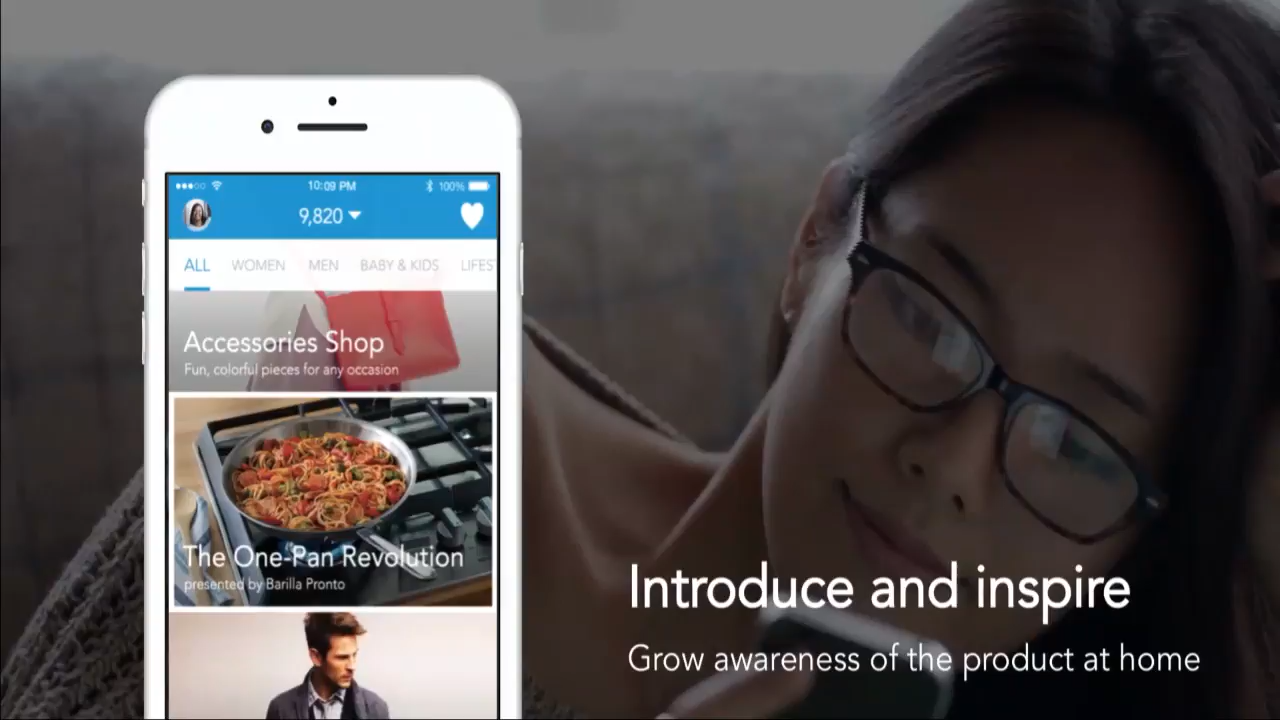 10:09 PM
100%
9,820
ALL WOMEN MEN BABY & KIDS LIFES
Accessories Shop
Fun, colorful pieces for any occasion
The One-Pan Revolution
presented by Barilla Pronto
Introduce and inspire
Grow awareness of the product at home